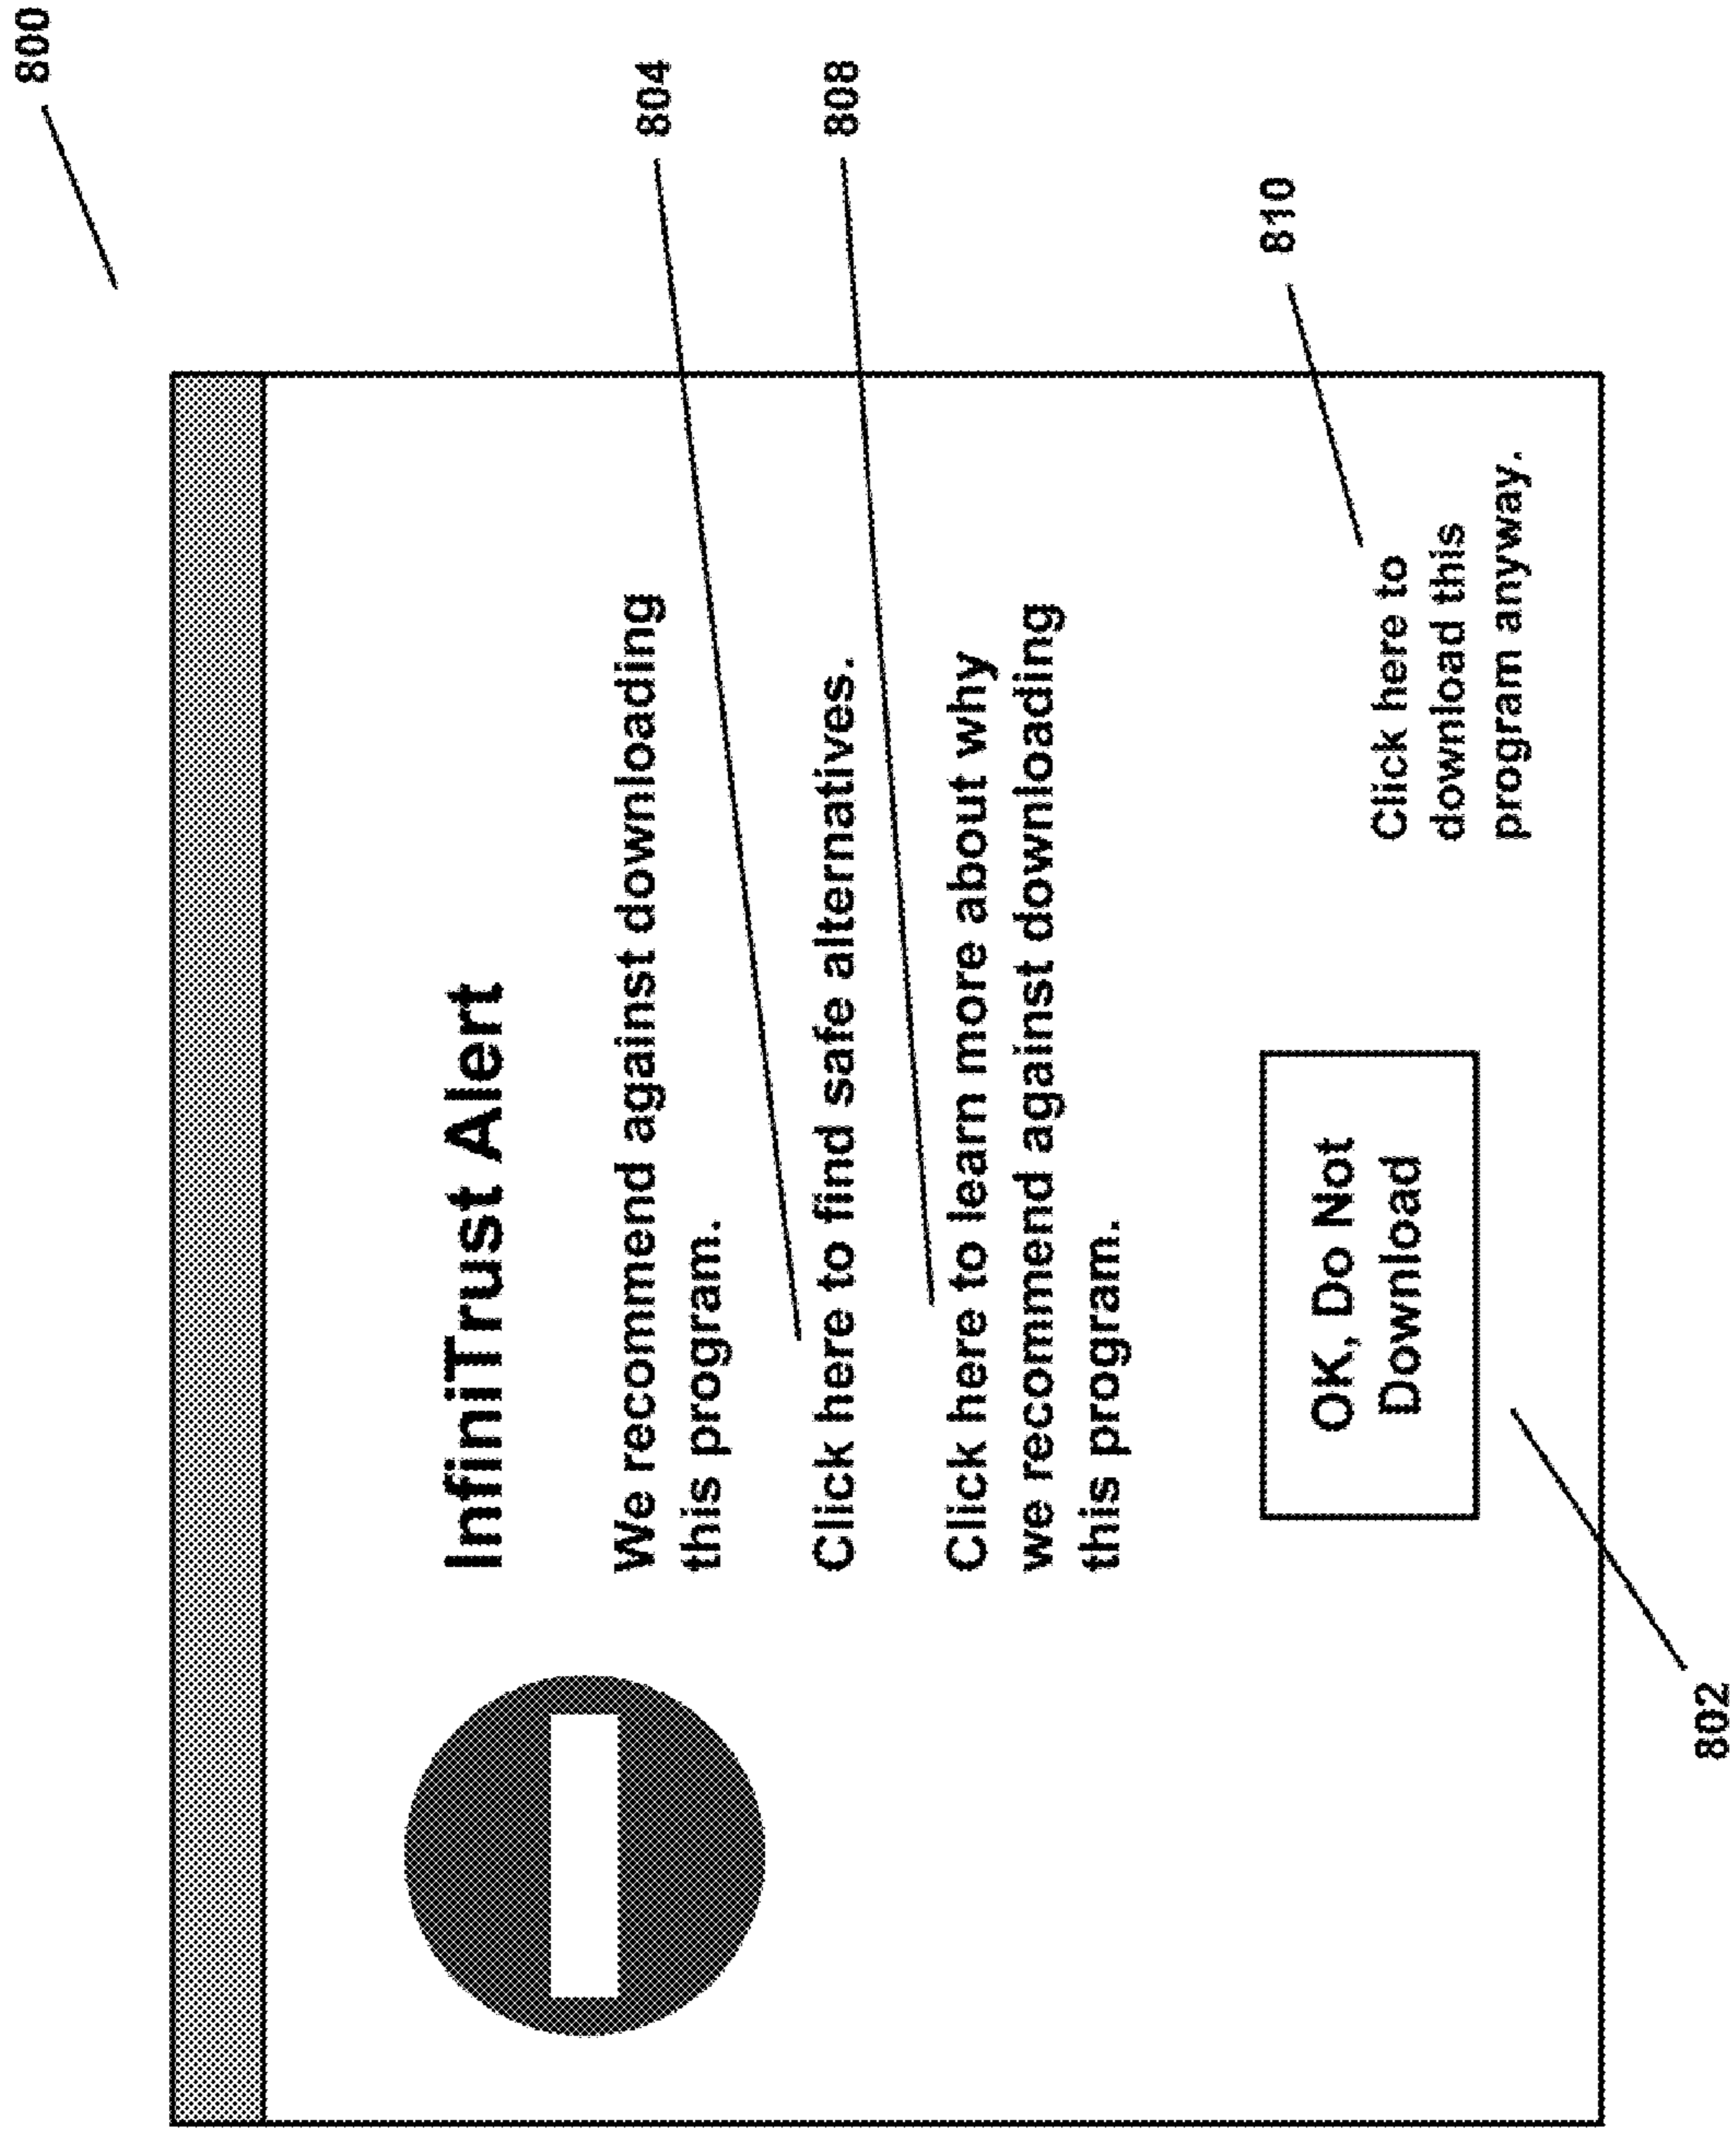 800
InfiniTrust Alert
We recommend against downloading
this program.
804
Click here to find safe alternatives.
808
Click here to learn more about why
we recommend against downloading
this program.
810
OK, Do Not
Download
Click here to
download this
program anyway.
802